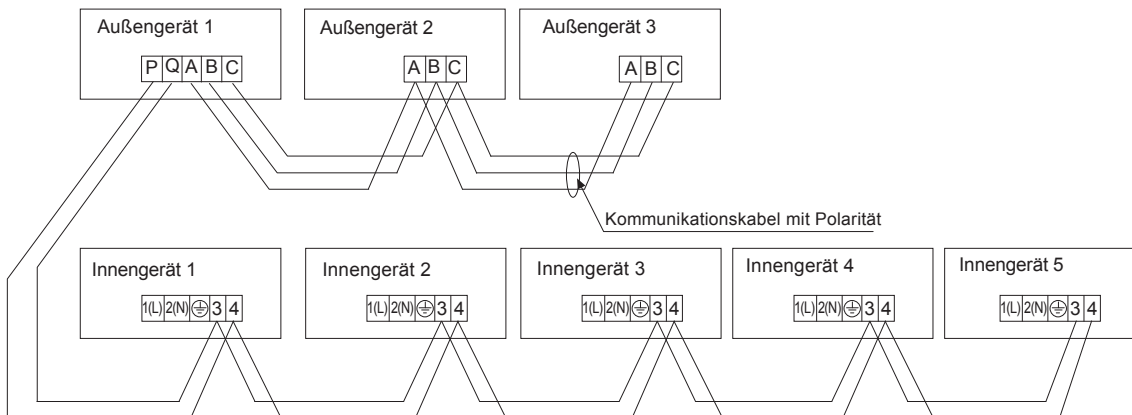 Außengerät 1
Außengerät 2
Außengerät 3
P Q A B C
A B C
A B C
Kommunikationskabel mit Polarität
Innengerät 1
Innengerät 2
Innengerät 3
Innengerät 4
Innengerät 5
1(L) 2(N) 3 4
1(L) 2(N) 3 4
1(L) 2(N) 3 4
1(L) 2(N) 3 4
1(L) 2(N) 3 4